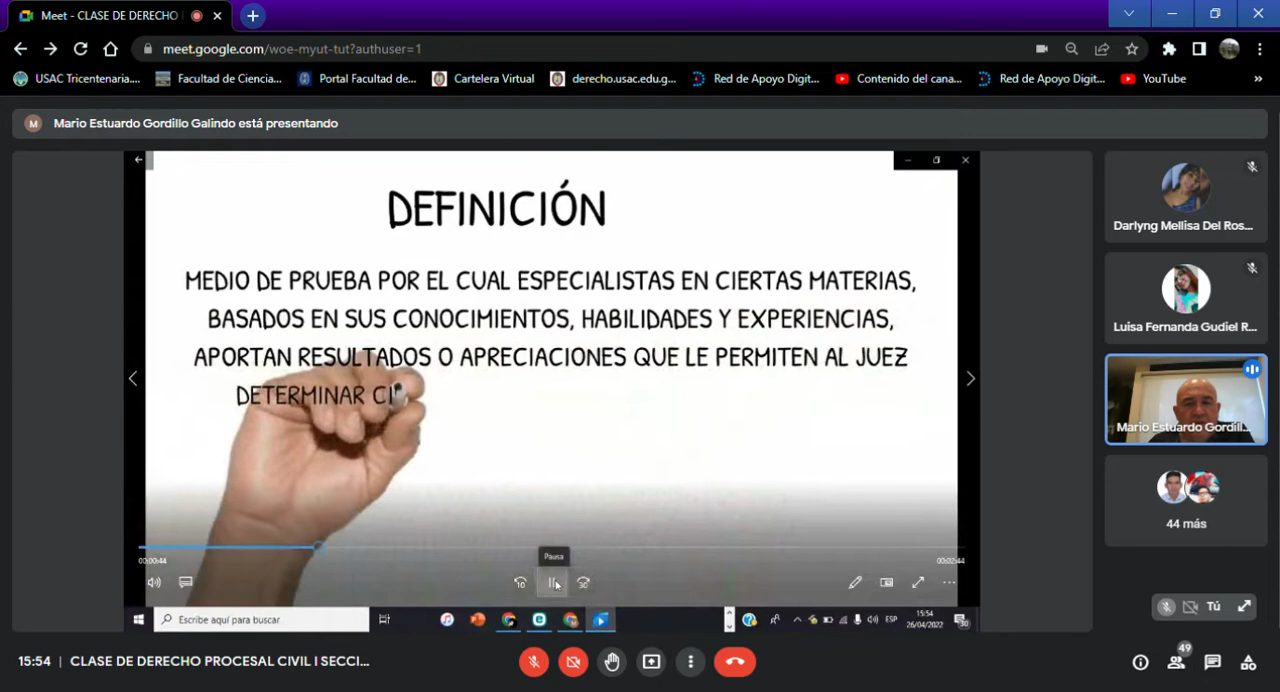 Meet - CLASE DE DERECHO
meet.google.com/woe-myut-tut?authuser=1
USAC Tricentenaria....
Facultad de Ciencia...
Portal Facultad de...
Cartelera Virtual
derecho.usac.edu.g...
Red de Apoyo Digit...
Contenido del cana...
Red de Apoyo Digit...
YouTube
»
M
Mario Estuardo Gordillo Galindo está presentando
DEFINICIÓN
MEDIO DE PRUEBA POR EL CUAL ESPECIALISTAS EN CIERTAS MATERIAS,
BASADOS EN SUS CONOCIMIENTOS, HABILIDADES Y EXPERIENCIAS,
APORTAN RESULTADOS O APRECIACIONES QUE LE PERMITEN AL JUEZ
DETERMINAR CI
Pausa
00:00:44
00:02:44
10
30
Escribe aquí para buscar
ESP
15:54
26/04/2022
30
Darlyng Mellisa Del Ros...
Luisa Fernanda Gudiel R...
Mario Estuardo Gordill...
44 más
Tú
15:54 | CLASE DE DERECHO PROCESAL CIVIL I SECCI...
49